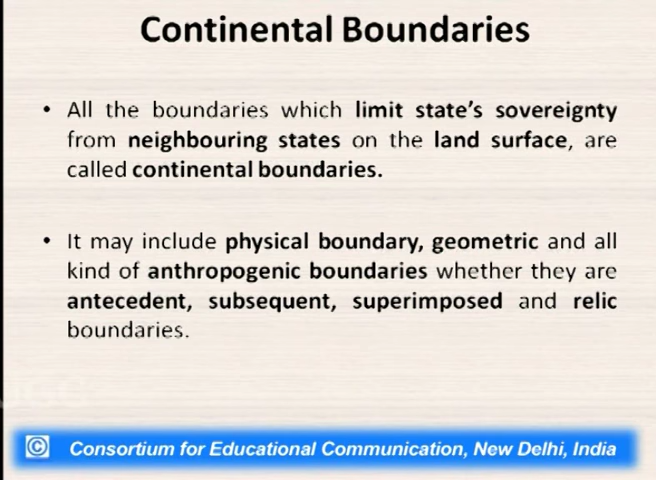 Continental Boundaries
• All the boundaries which limit state's sovereignty
from neighbouring states on the land surface, are
called continental boundaries.
• It may include physical boundary, geometric and all
kind of anthropogenic boundaries whether they are
antecedent, subsequent, superimposed and relic
boundaries.
© Consortium for Educational Communication, New Delhi, India